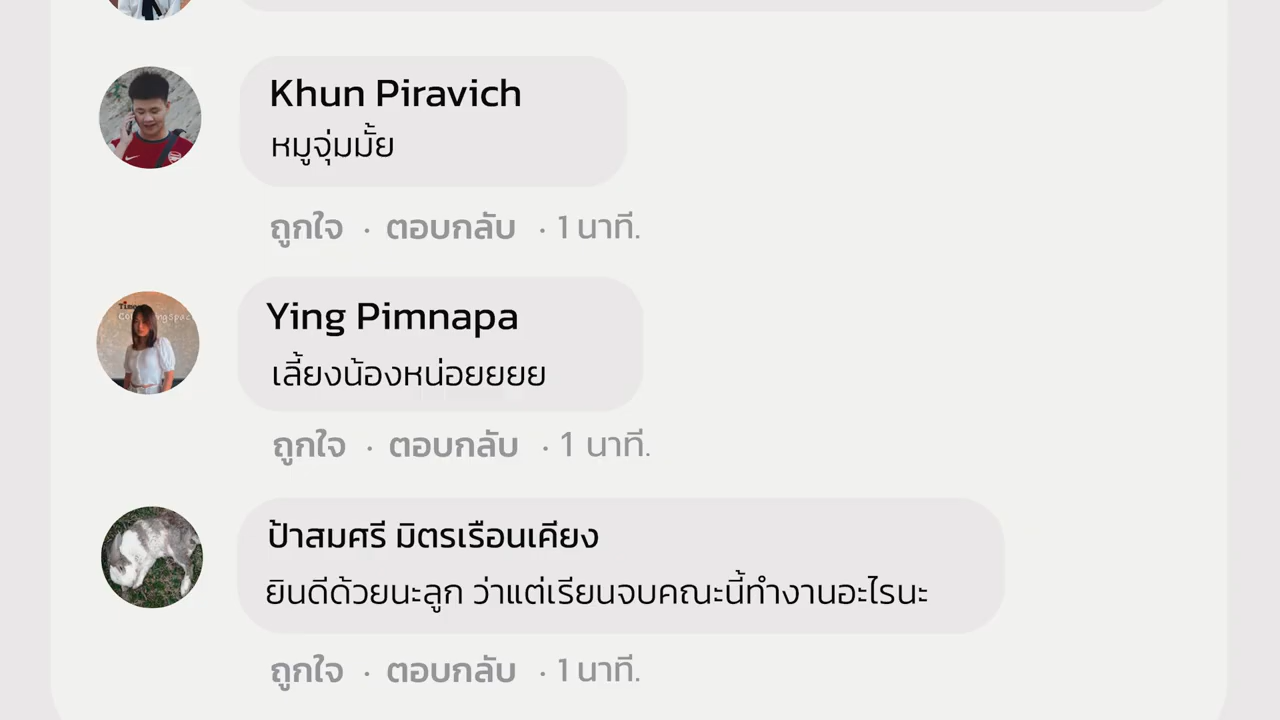 Khun Piravich
หมูจุ่มมั้ย
ถูกใจ · ตอบกลับ · 1 นาที.
Ying Pimnapa
เลี้ยงน้องหน่อยยยย
ถูกใจ · ตอบกลับ · 1 นาที.
ป้าสมศรี มิตรเรือนเคียง
ยินดีด้วยนะลูก ว่าแต่เรียนจบคณะนี้ทำงานอะไรนะ
ถูกใจ · ตอบกลับ · 1 นาที.